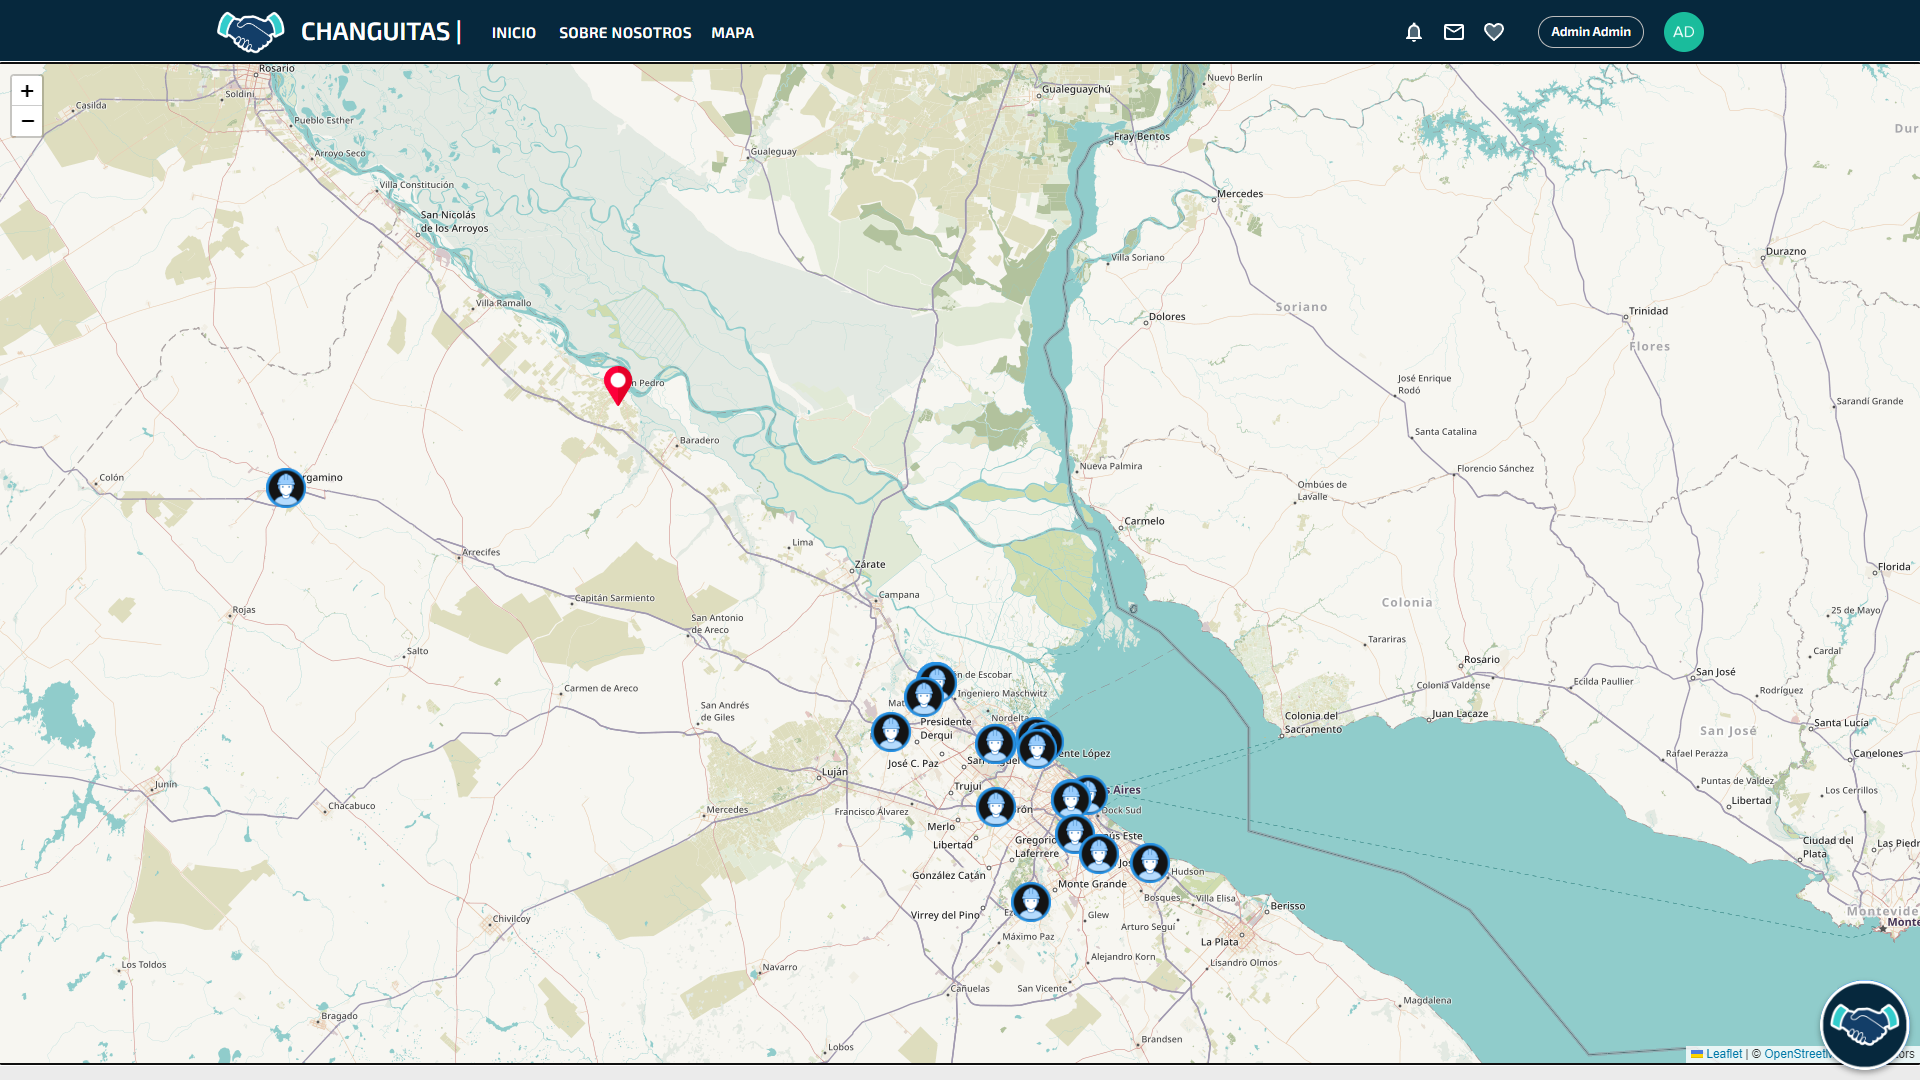 CHANGUITAS |
INICIO
SOBRE NOSOTROS
MAPA
Admin Admin
AD
+
−
Rosario
Soldini
Casilda
Pueblo Esther
Arroyo Seco
Villa Constitución
San Nicolás
de los Arroyos
Villa Ramallo
Gualeguay
Gualeguaychú
Nuevo Berlín
Fray Bentos
Mercedes
Villa Soriano
Dolores
Soriano
Durazno
Trinidad
Flores
José Enrique
Rodó
Sarandí Grande
Santa Catalina
Florencio Sánchez
n Pedro
Baradero
Nueva Palmira
Ombúes de
Lavalle
Carmelo
Colón
rgamino
Arrecifes
Lima
Zárate
Campana
Capitán Sarmiento
San Antonio
de Areco
Rojas
Salto
Carmen de Areco
San Andrés
de Giles
Florida
25 de Mayo
Colonia
Tarariras
Cardal
Rosario
Colonia Valdense
San José
Ecilda Paullier
Rodríguez
Juan Lacaze
Colonia del
Sacramento
Santa Lucía
San José
Rafael Perazza
Canelones
Puntas de Valdez
Los Cerrillos
Libertad
Ciudad del
Plata
Las Piedr
Montevide
Monte
n de Escobar
Ingeniero Maschwitz
Mat
Nordelta
Presidente
Derqui
José C. Paz
San
uel
ente López
Luján
Trujui
s Aires
Dock Sud
Francisco Álvarez
rón
Merlo
Libertad
Gregorio
Laferrere
ús Este
Jos
González Catán
Monte Grande
Hudson
Bosques
Villa Elisa
Berisso
Virrey del Pino
Ez
Glew
Arturo Seguí
La Plata
Máximo Paz
Alejandro Korn
Lisandro Olmos
Cañuelas
San Vicente
Magdalena
Brandsen
Junín
Chacabuco
Mercedes
Chivilcoy
Los Toldos
Navarro
Bragado
Lobos
Leaflet | © OpenStreetM
ors